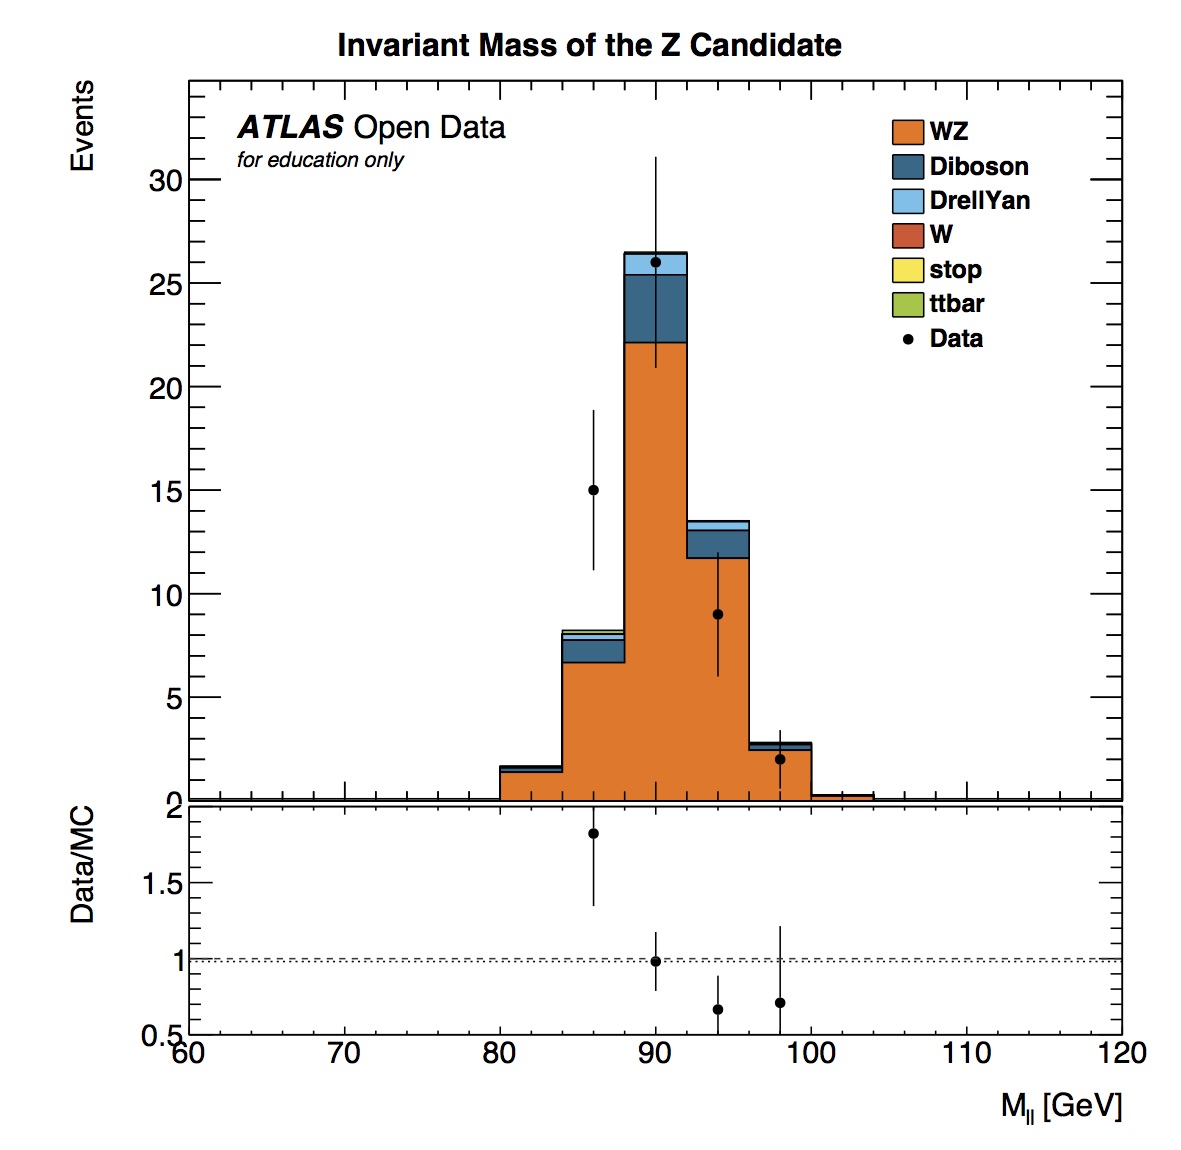 Invariant Mass of the Z Candidate
Events
ATLAS Open Data
for education only
WZ
Diboson
DrellYan
W
stop
ttbar
Data
30
25
20
15
10
5
0
Data/MC
2
1.5
1
0.5
60 70 80 90 100 110 120
M_ll [GeV]